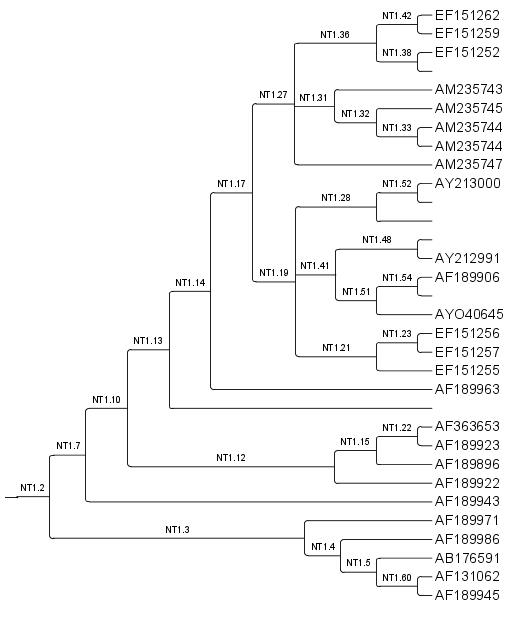 NT1.42 EF151262
NT1.36 EF151259
NT1.38 EF151252
AM235743
NT1.27 NT1.31
NT1.32 AM235745
NT1.33 AM235744
AM235744
AM235747
NT1.17 NT1.52 AY213000
NT1.28
NT1.48
AY212991
NT1.19 NT1.41
NT1.54 AF189906
NT1.14 NT1.51
AYO40645
NT1.23 EF151256
NT1.13 NT1.21 EF151257
EF151255
AF189963
NT1.10
NT1.22 AF363653
NT1.7 NT1.15 AF189923
NT1.12 AF189896
AF189922
NT1.2
AF189943
AF189971
NT1.3
AF189986
NT1.4
AB176591
NT1.5
NT1.60 AF131062
AF189945